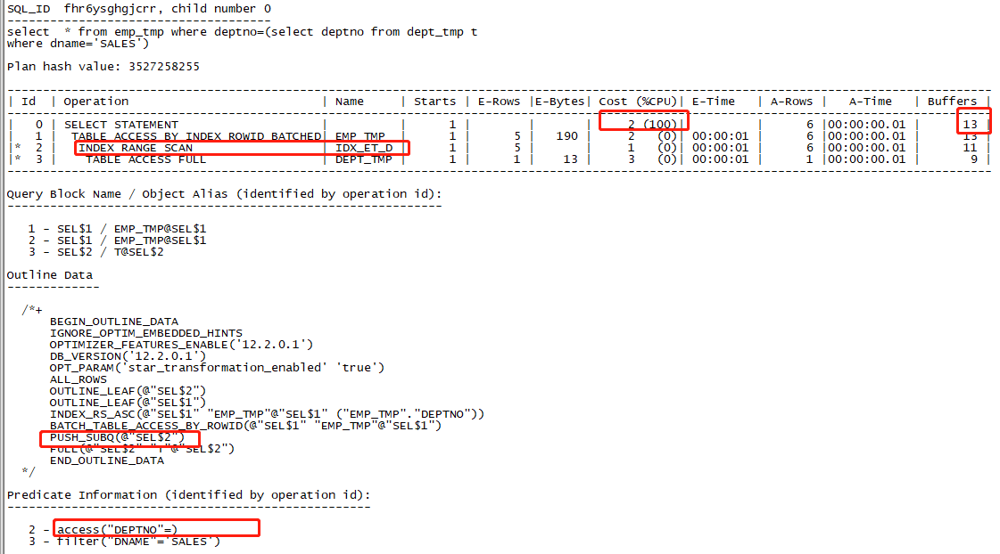 SQL_ID  fhr6ysghgjcrr, child number 0
-------------------------------------
select  * from emp_tmp where deptno=(select deptno from dept_tmp t
where dname='SALES')
Plan hash value: 3527258255
---------------------------------------------------------------------------------------------------------------------------------------------
| Id  | Operation                           | Name      | Starts | E-Rows |E-Bytes| Cost (%CPU)| E-Time   | A-Rows |   A-Time   | Buffers |
---------------------------------------------------------------------------------------------------------------------------------------------
|   0 | SELECT STATEMENT                    |           |      1 |        |       |     2 (100)|          |      6 |00:00:00.01 |      13 |
|   1 |  TABLE ACCESS BY INDEX ROWID BATCHED| EMP_TMP   |      1 |      5 |   190 |     2   (0)| 00:00:01 |      6 |00:00:00.01 |      13 |
|*  2 |   INDEX RANGE SCAN                  | IDX_ET_D  |      1 |      5 |       |     1   (0)| 00:00:01 |      6 |00:00:00.01 |      11 |
|*  3 |    TABLE ACCESS FULL                | DEPT_TMP  |      1 |      1 |    13 |     3   (0)| 00:00:01 |      1 |00:00:00.01 |       9 |
---------------------------------------------------------------------------------------------------------------------------------------------
Query Block Name / Object Alias (identified by operation id):
-------------------------------------------------------------
   1 - SEL$1 / EMP_TMP@SEL$1
   2 - SEL$1 / EMP_TMP@SEL$1
   3 - SEL$2 / T@SEL$2
Outline Data
-------------
  /*+
      BEGIN_OUTLINE_DATA
      IGNORE_OPTIM_EMBEDDED_HINTS
      OPTIMIZER_FEATURES_ENABLE('12.2.0.1')
      DB_VERSION('12.2.0.1')
      OPT_PARAM('star_transformation_enabled' 'true')
      ALL_ROWS
      OUTLINE_LEAF(@"SEL$2")
      OUTLINE_LEAF(@"SEL$1")
      INDEX_RS_ASC(@"SEL$1" "EMP_TMP"@"SEL$1" ("EMP_TMP"."DEPTNO"))
      BATCH_TABLE_ACCESS_BY_ROWID(@"SEL$1" "EMP_TMP"@"SEL$1")
      PUSH_SUBQ(@"SEL$2")
      FULL(@"SEL$2" "T"@"SEL$2")
      END_OUTLINE_DATA
  */
Predicate Information (identified by operation id):
---------------------------------------------------
   2 - access("DEPTNO"=)
   3 - filter("DNAME"='SALES')